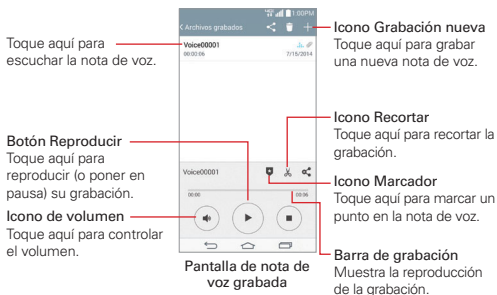 Toque aquí para
escuchar la nota de voz.
Botón Reproducir
Toque aquí para
reproducir (o poner en
pausa) su grabación.
Icono de volumen
Toque aquí para controlar
el volumen.
1:00PM
Archivos grabados
Voice00001
00:00:06
7/15/2014
Voice00001
00:00
00:06
Pantalla de nota de
voz grabada
Icono Grabación nueva
Toque aquí para grabar
una nueva nota de voz.
Icono Recortar
Toque aquí para recortar la
grabación.
Icono Marcador
Toque aquí para marcar un
punto en la nota de voz.
Barra de grabación
Muestra la reproducción
de la grabación.